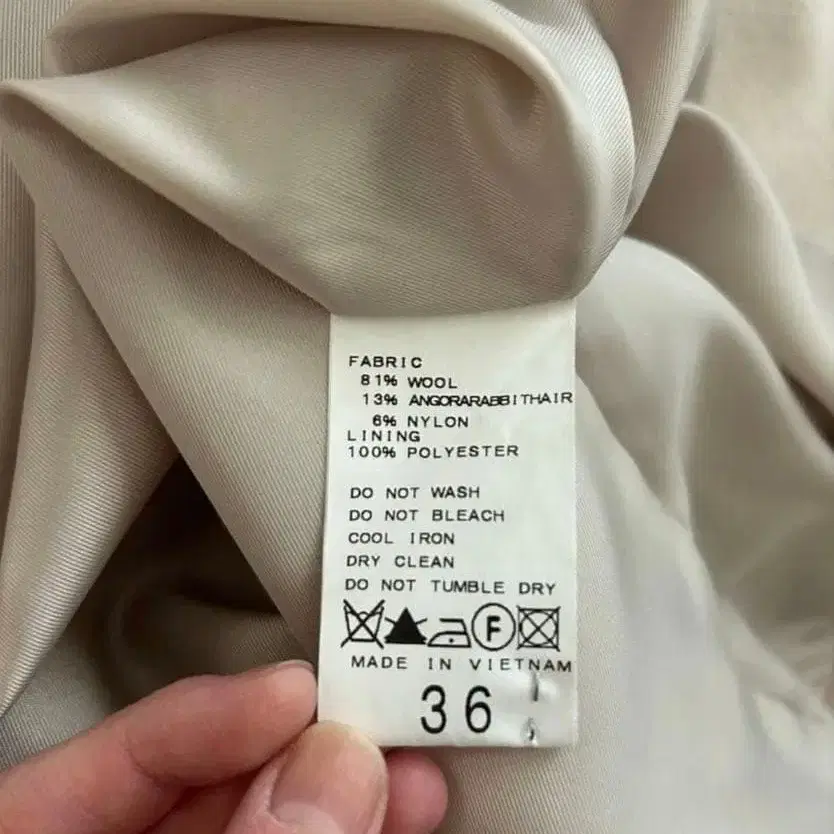 FABRIC
81% WOOL
13% ANGORARABBITHAIR
6% NYLON
LINING
100% POLYESTER
DO NOT WASH
DO NOT BLEACH
COOL IRON
DRY CLEAN
DO NOT TUMBLE DRY
F
MADE IN VIETNAM
36